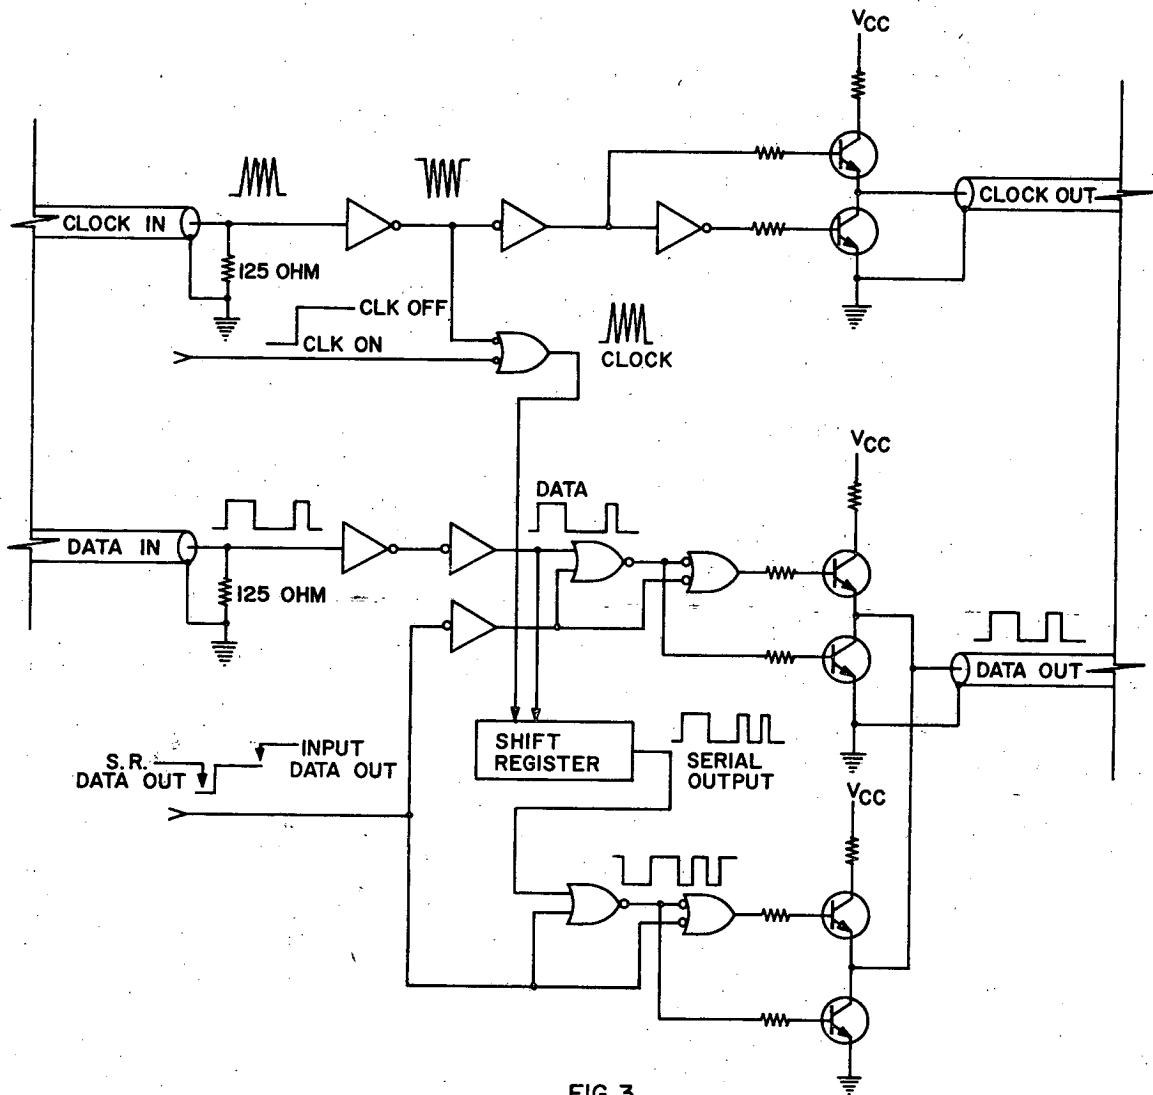 VCC
CLOCK IN
CLOCK OUT
125 OHM
CLK OFF
CLK ON
CLOCK
VCC
DATA
DATA IN
125 OHM
DATA OUT
SHIFT
REGISTER
SERIAL
OUTPUT
S.R.
DATA OUT
INPUT
DATA OUT
VCC
FIG. 3